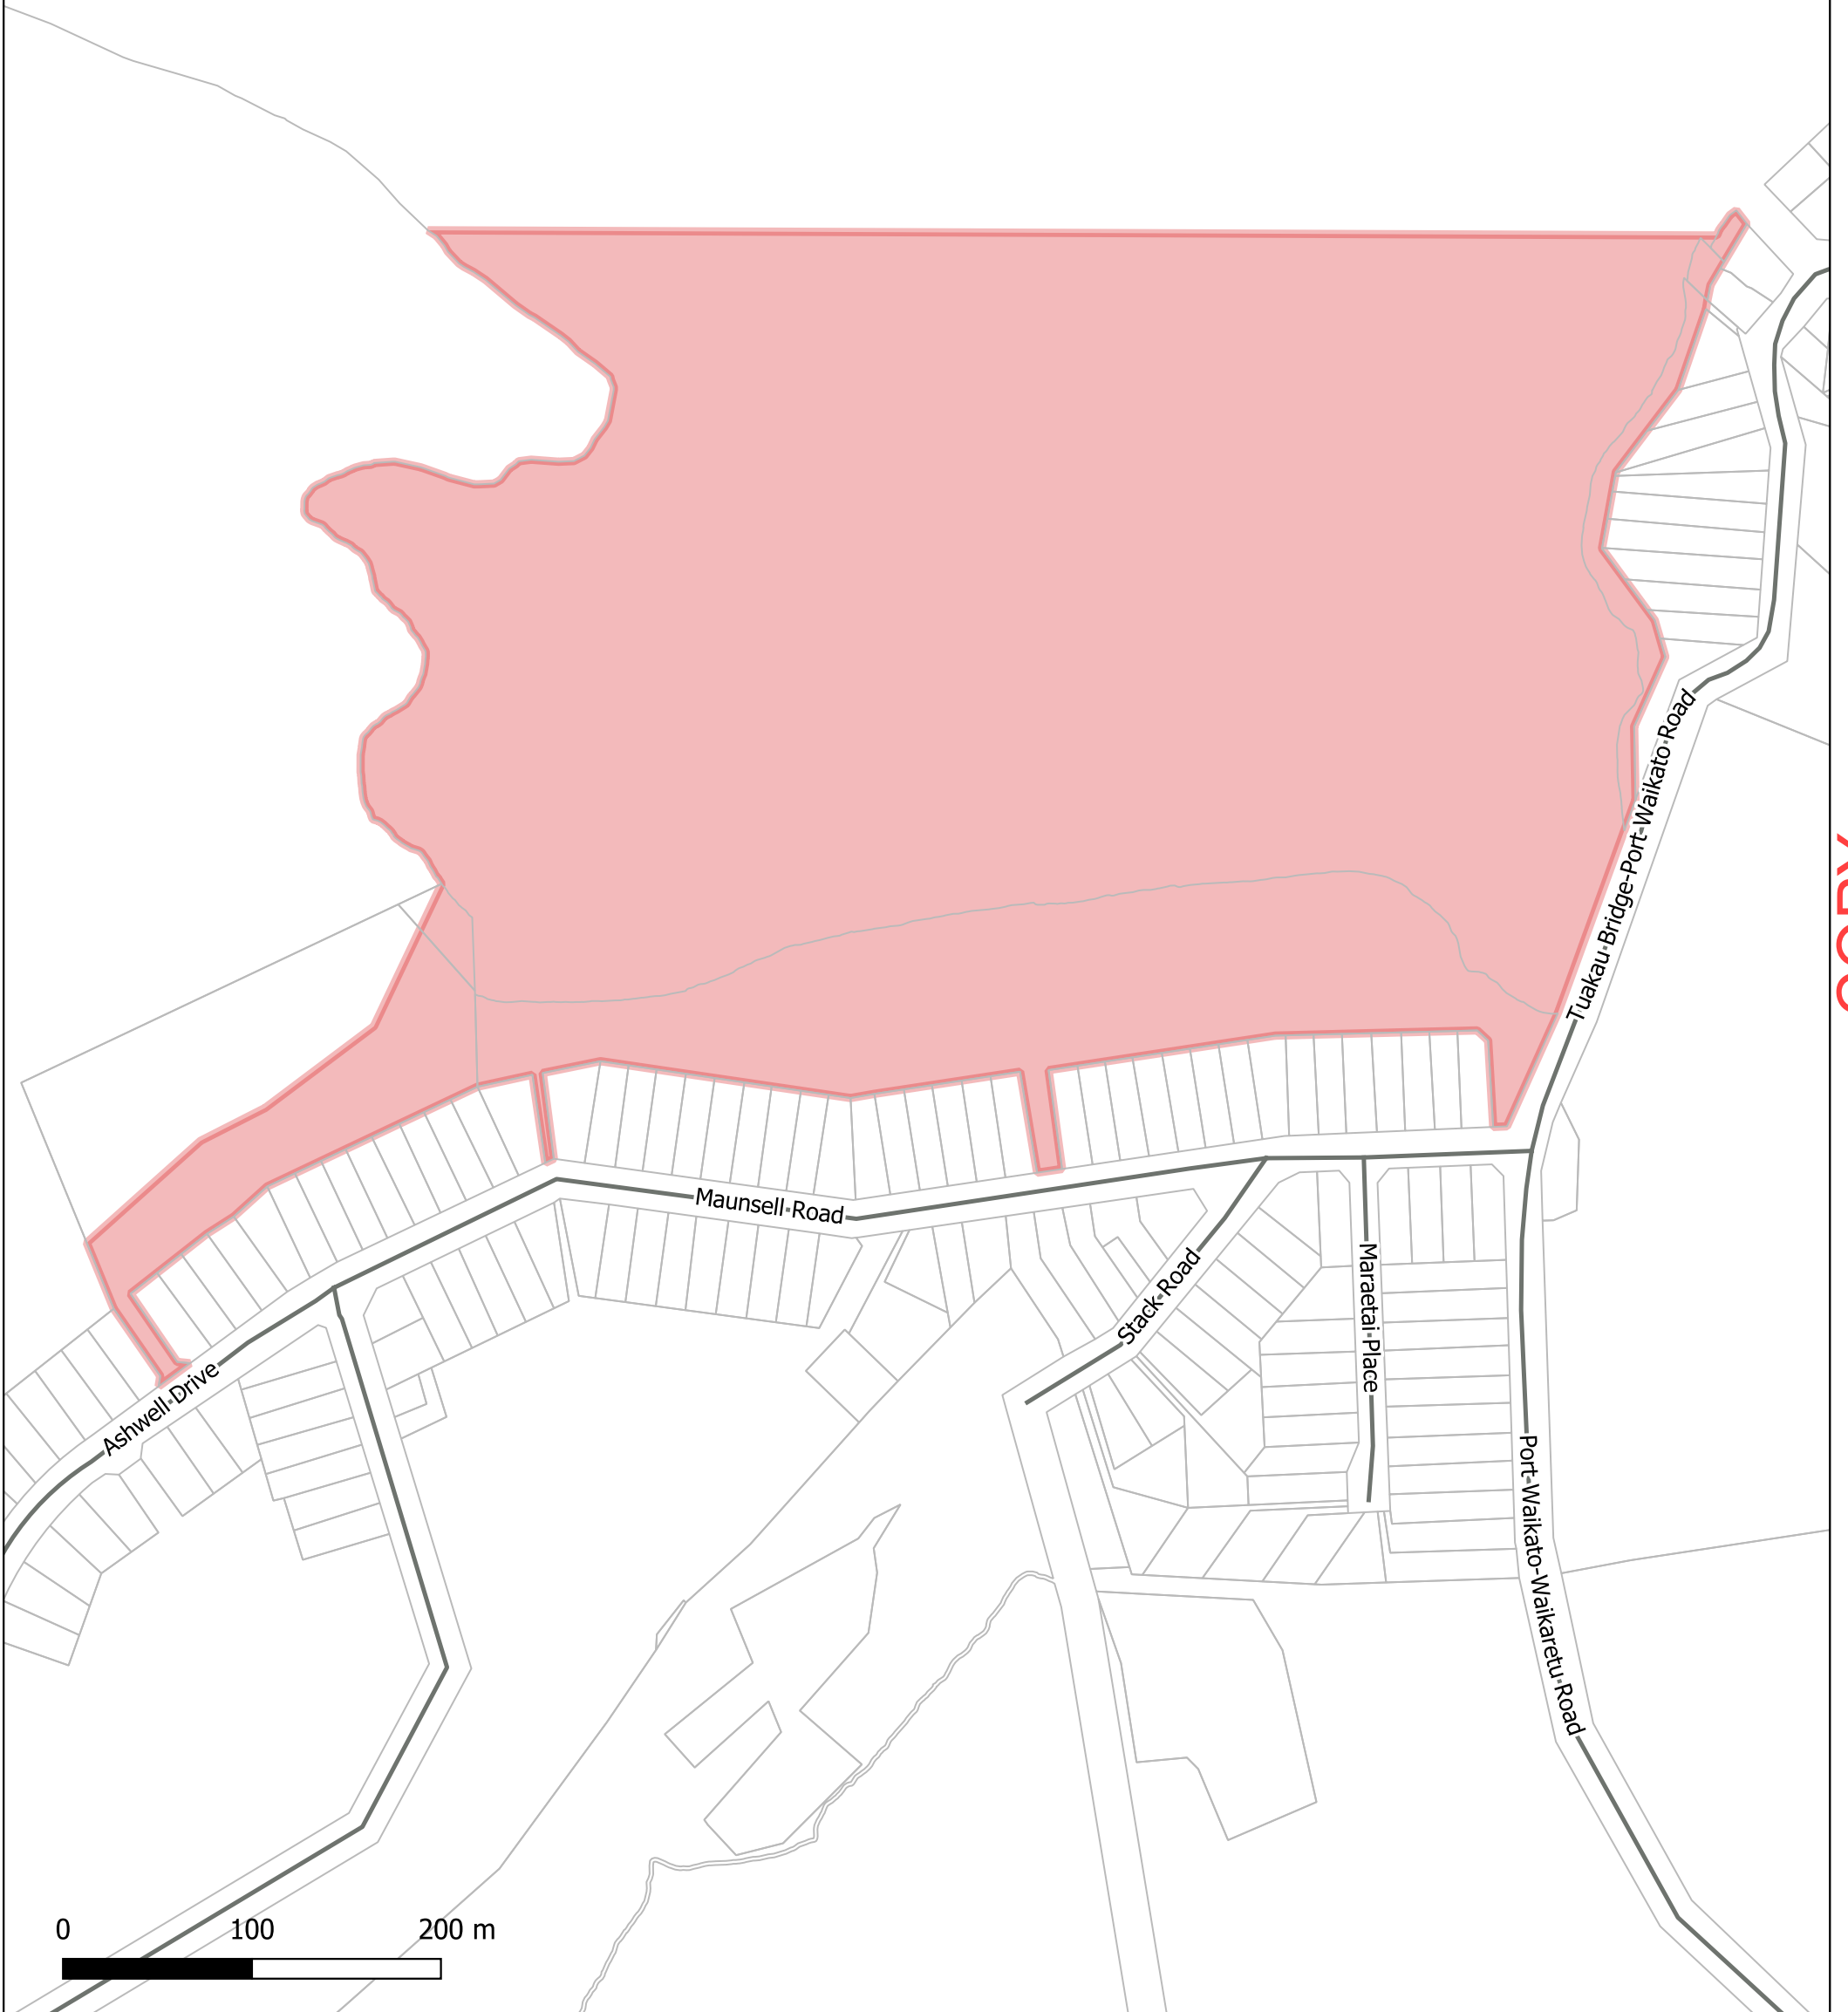 Tuakau-Bridge-Port-Waikato-Road
Maunsell-Road
Stack-Road
Maraetai-Place
Ashwell-Drive
Port-Waikato-Waikaretu-Road
0 100 200 m